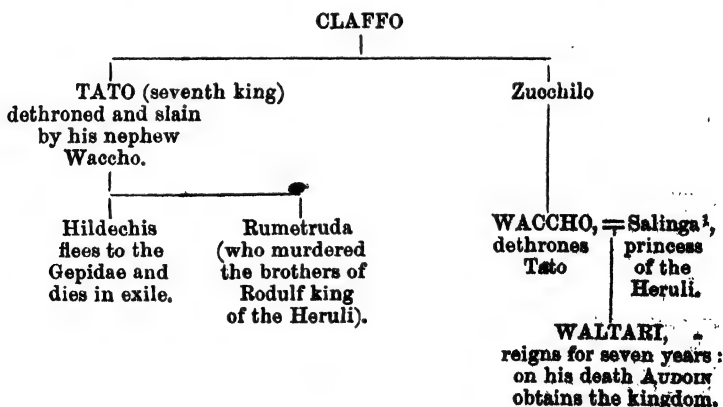 CLAFFO
TATO (seventh king)
dethroned and slain
by his nephew
Waccho.
Zucchilo
Hildechis
flees to the
Gepidae and
dies in exile.
Rumetruda
(who murdered
the brothers of
Rodulf king
of the Heruli).
WACCHO,
dethrones
Tato
= Salinga¹,
princess
of the
Heruli.
WALTARI,
reigns for seven years:
on his death AUDOIN
obtains the kingdom.